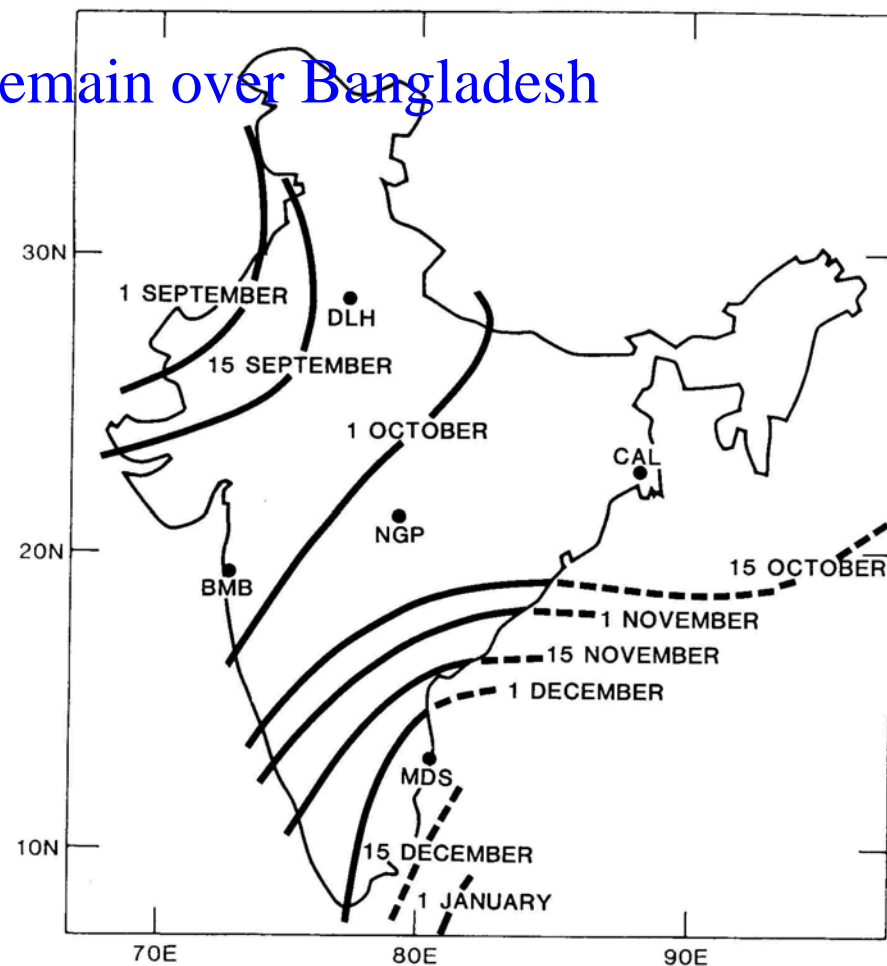 emain over Bangladesh
30N
1 SEPTEMBER
DLH
15 SEPTEMBER
1 OCTOBER
CAL
NGP
20N
15 OCTOBER
BMB
1 NOVEMBER
15 NOVEMBER
1 DECEMBER
MDS
10N
15 DECEMBER
1 JANUARY
70E
80E
90E